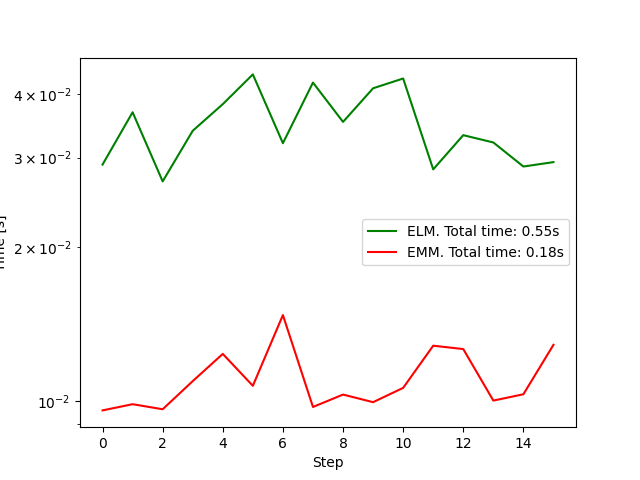 4 × 10⁻²
3 × 10⁻²
2 × 10⁻²
10⁻²
Time [s]
ELM. Total time: 0.55s
EMM. Total time: 0.18s
0 2 4 6 8 10 12 14
Step